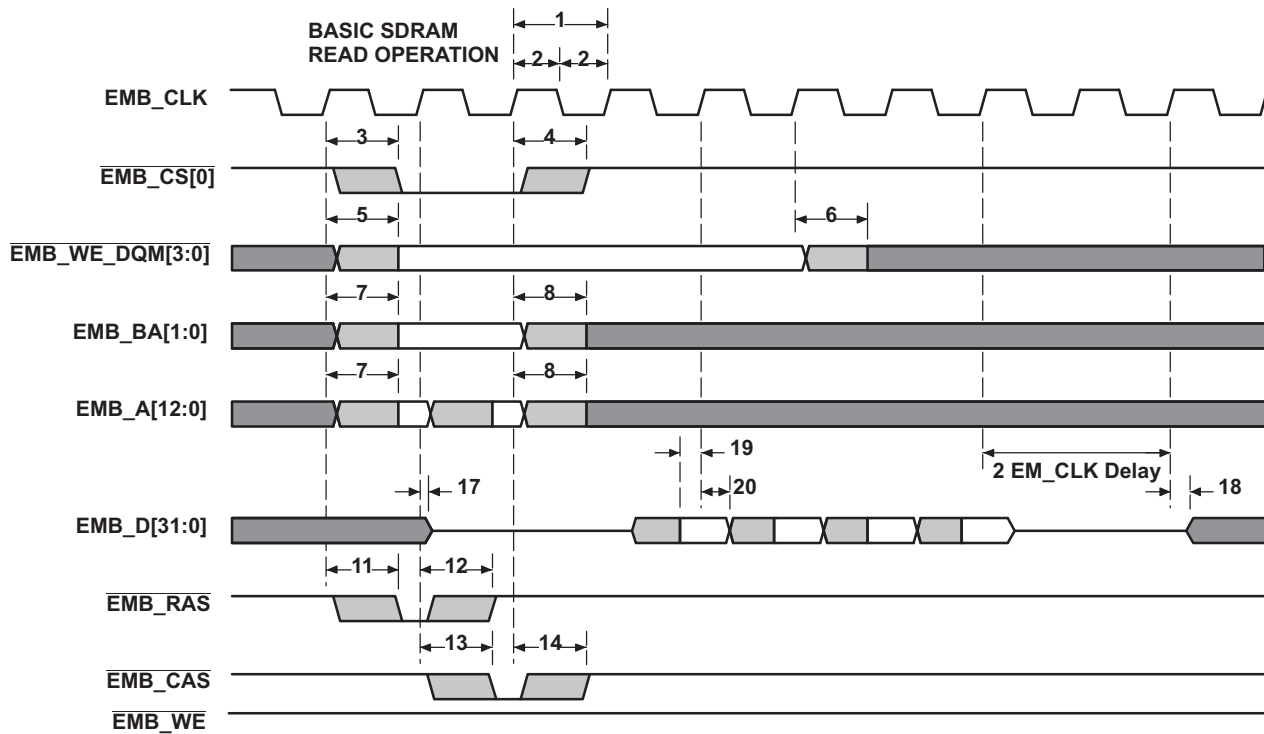 BASIC SDRAM
READ OPERATION
1
2 2
EMB_CLK
3 4
EMB_CS[0]
5 6
EMB_WE_DQM[3:0]
7 8
EMB_BA[1:0]
7 8
EMB_A[12:0]
19
2 EM_CLK Delay
17 20 18
EMB_D[31:0]
11 12
EMB_RAS
13 14
EMB_CAS
EMB_WE